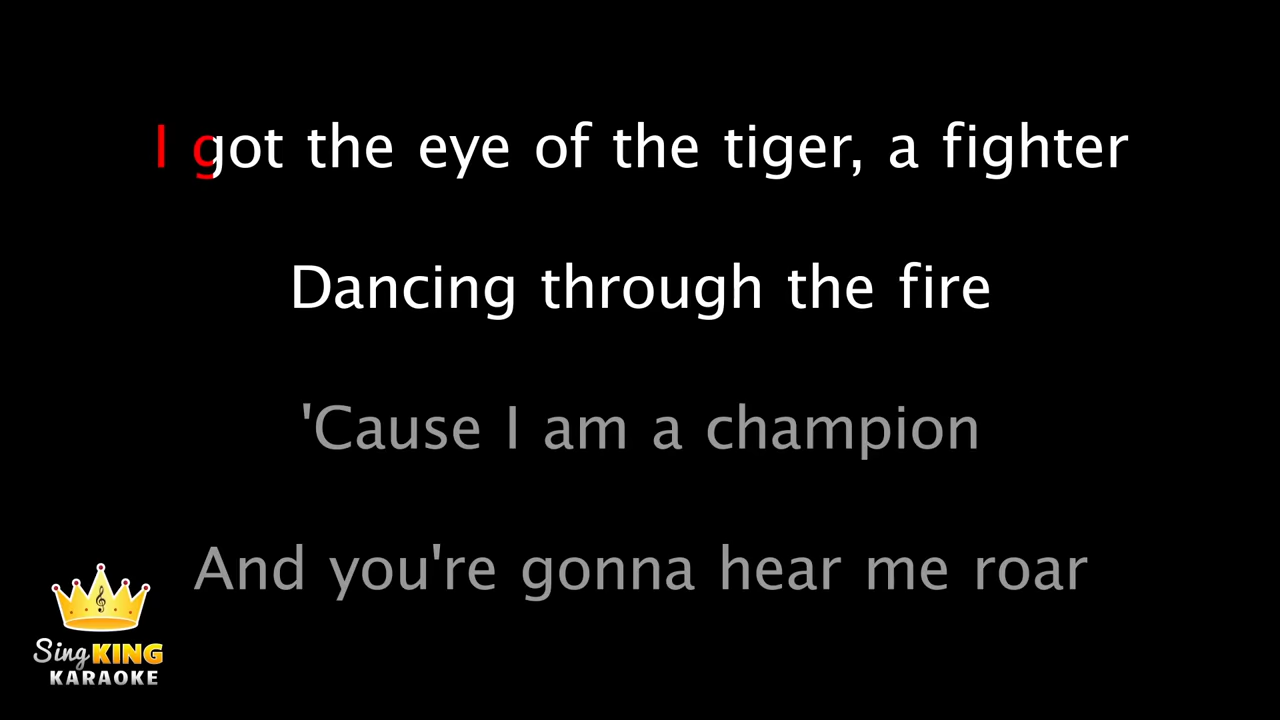 I got the eye of the tiger, a fighter
Dancing through the fire
'Cause I am a champion
And you're gonna hear me roar
Sing KING
KARAOKE